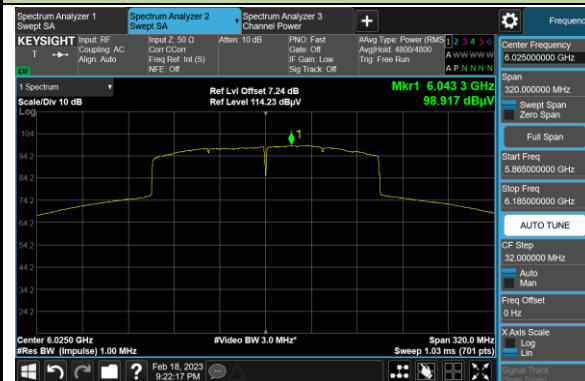 Spectrum Analyzer 1
Swept SA
Spectrum Analyzer 2
Swept SA
Spectrum Analyzer 3
Channel Power
Frequency
KEYSIGHT
Input: RF
Coupling: AC
Align: Auto
Input Z: 50 Ω
Corr CCorr
Freq Ref: Int (S)
NFE: Off
Atten: 10 dB
PNO: Fast
Gate: Off
IF Gain: Low
Sig Track: Off
#Avg Type: Power (RMS
Avg|Hold: 4800/4800
Trig: Free Run
1 2 3 4 5 6
A W W W W W
A P N N N N
1 Spectrum
Scale/Div 10 dB
Log
Ref Lvl Offset 7.24 dB
Ref Level 114.23 dBµV
Mkr1 6.043 3 GHz
98.917 dBµV
1
104
94.2
84.2
74.2
64.2
54.2
44.2
34.2
24.2
Center 6.0250 GHz
#Res BW (Impulse) 1.00 MHz
#Video BW 3.0 MHz*
Span 320.0 MHz
Sweep 1.03 ms (701 pts)
Center Frequency
6.025000000 GHz
Span
320.000000 MHz
Swept Span
Zero Span
Full Span
Start Freq
5.865000000 GHz
Stop Freq
6.185000000 GHz
AUTO TUNE
CF Step
32.000000 MHz
Auto
Man
Freq Offset
0 Hz
X Axis Scale
Log
Lin
Signal Track
Feb 18, 2023
9:22:17 PM